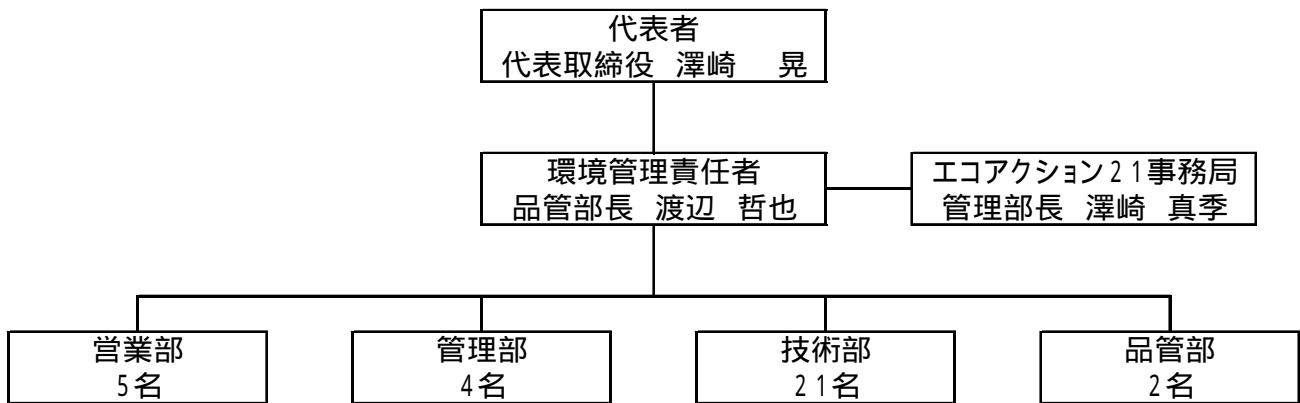 代表者
代表取締役 澤崎　晃
環境管理責任者
品管部長 渡辺 哲也
エコアクション２１事務局
管理部長 澤崎 真季
営業部
5名
管理部
4名
技術部
２１名
品管部
2名